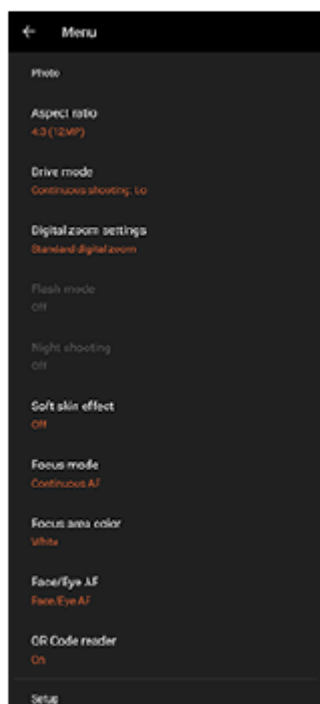 Menu
Photo
Aspect ratio
4:3 (12MP)
Drive mode
Continuous shooting: Lo
Digital zoom settings
Standard digital zoom
Flash mode
Off
Night shooting
Off
Soft skin effect
Off
Focus mode
Continuous AF
Focus area color
White
Face/Eye AF
Face/Eye AF
QR Code reader
On
Setup